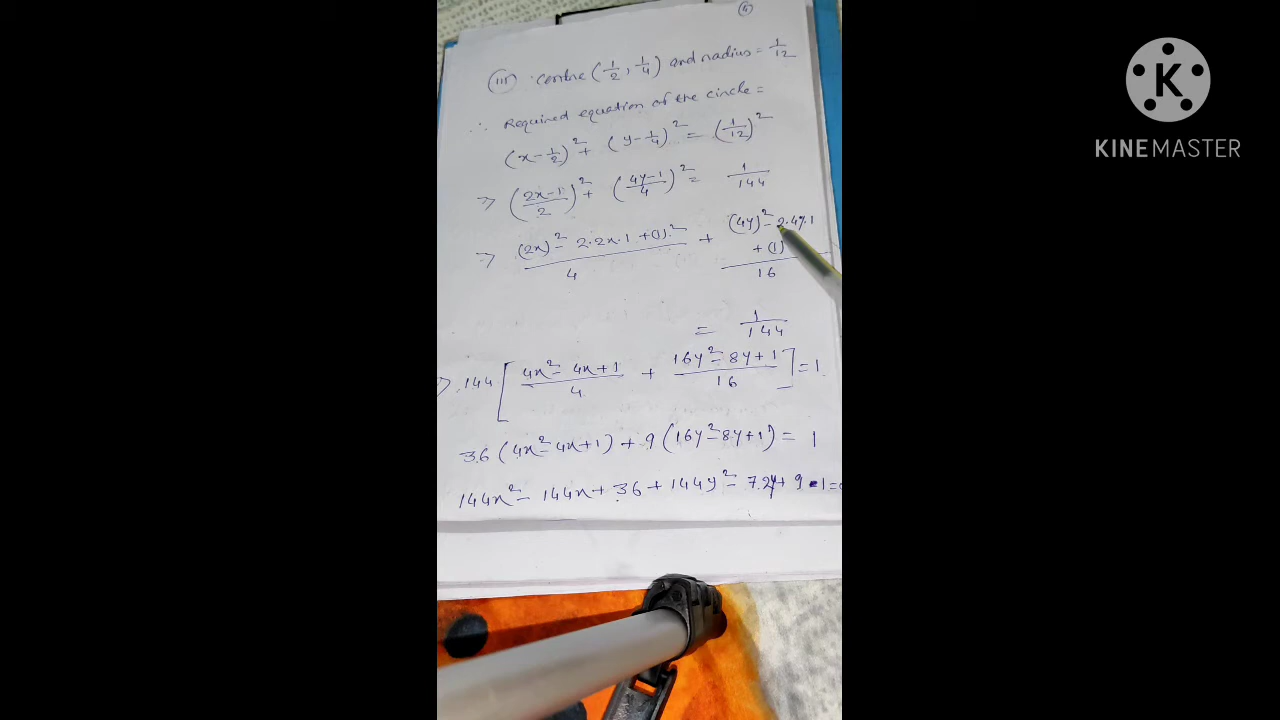 6
(iii) Centre (1/2, 1/4) and radius = 1/12
∴ Required equation of the circle =
(x - 1/2)² + (y - 1/4)² = (1/12)²
⇒ ((2x-1)/2)² + ((4y-1)/4)² = 1/144
⇒ ((2x)² - 2·2x·1 + (1)²)/4 + ((4y)² - 2·4y·1 + (1))/16
= 1/144
⇒ 144 [(4x² - 4x + 1)/4 + (16y² - 8y + 1)/16] = 1
36 (4x² - 4x + 1) + 9 (16y² - 8y + 1) = 1
144x² - 144x + 36 + 144y² - 72y + 9 - 1 = 0
K
KINEMASTER